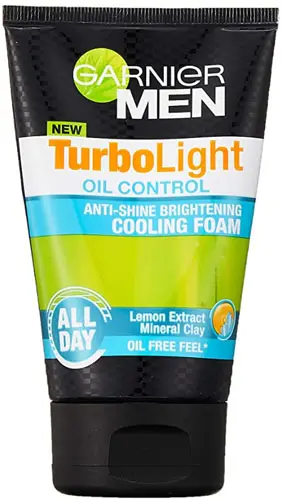 GARNIER
MEN
NEW
TurboLight
OIL CONTROL
ANTI-SHINE BRIGHTENING
COOLING FOAM
ALL
DAY
Lemon Extract
Mineral Clay
OIL FREE FEEL*